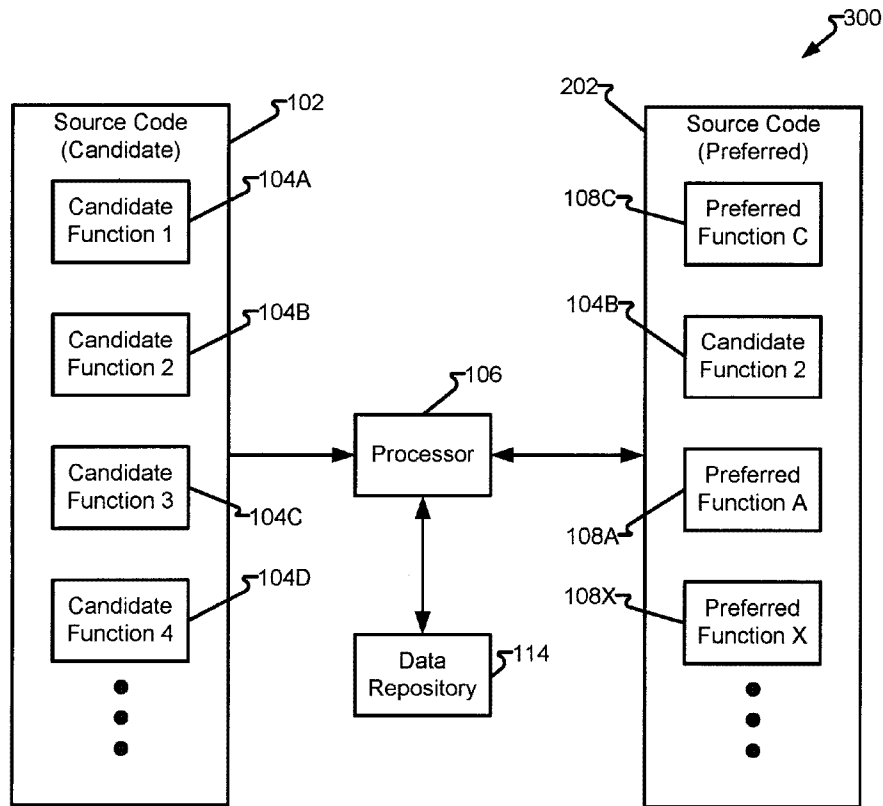 300
102
Source Code
(Candidate)
104A
Candidate
Function 1
104B
Candidate
Function 2
Candidate
Function 3
104C
104D
Candidate
Function 4
106
Processor
Data
Repository
114
202
Source Code
(Preferred)
108C
Preferred
Function C
104B
Candidate
Function 2
Preferred
Function A
108A
108X
Preferred
Function X